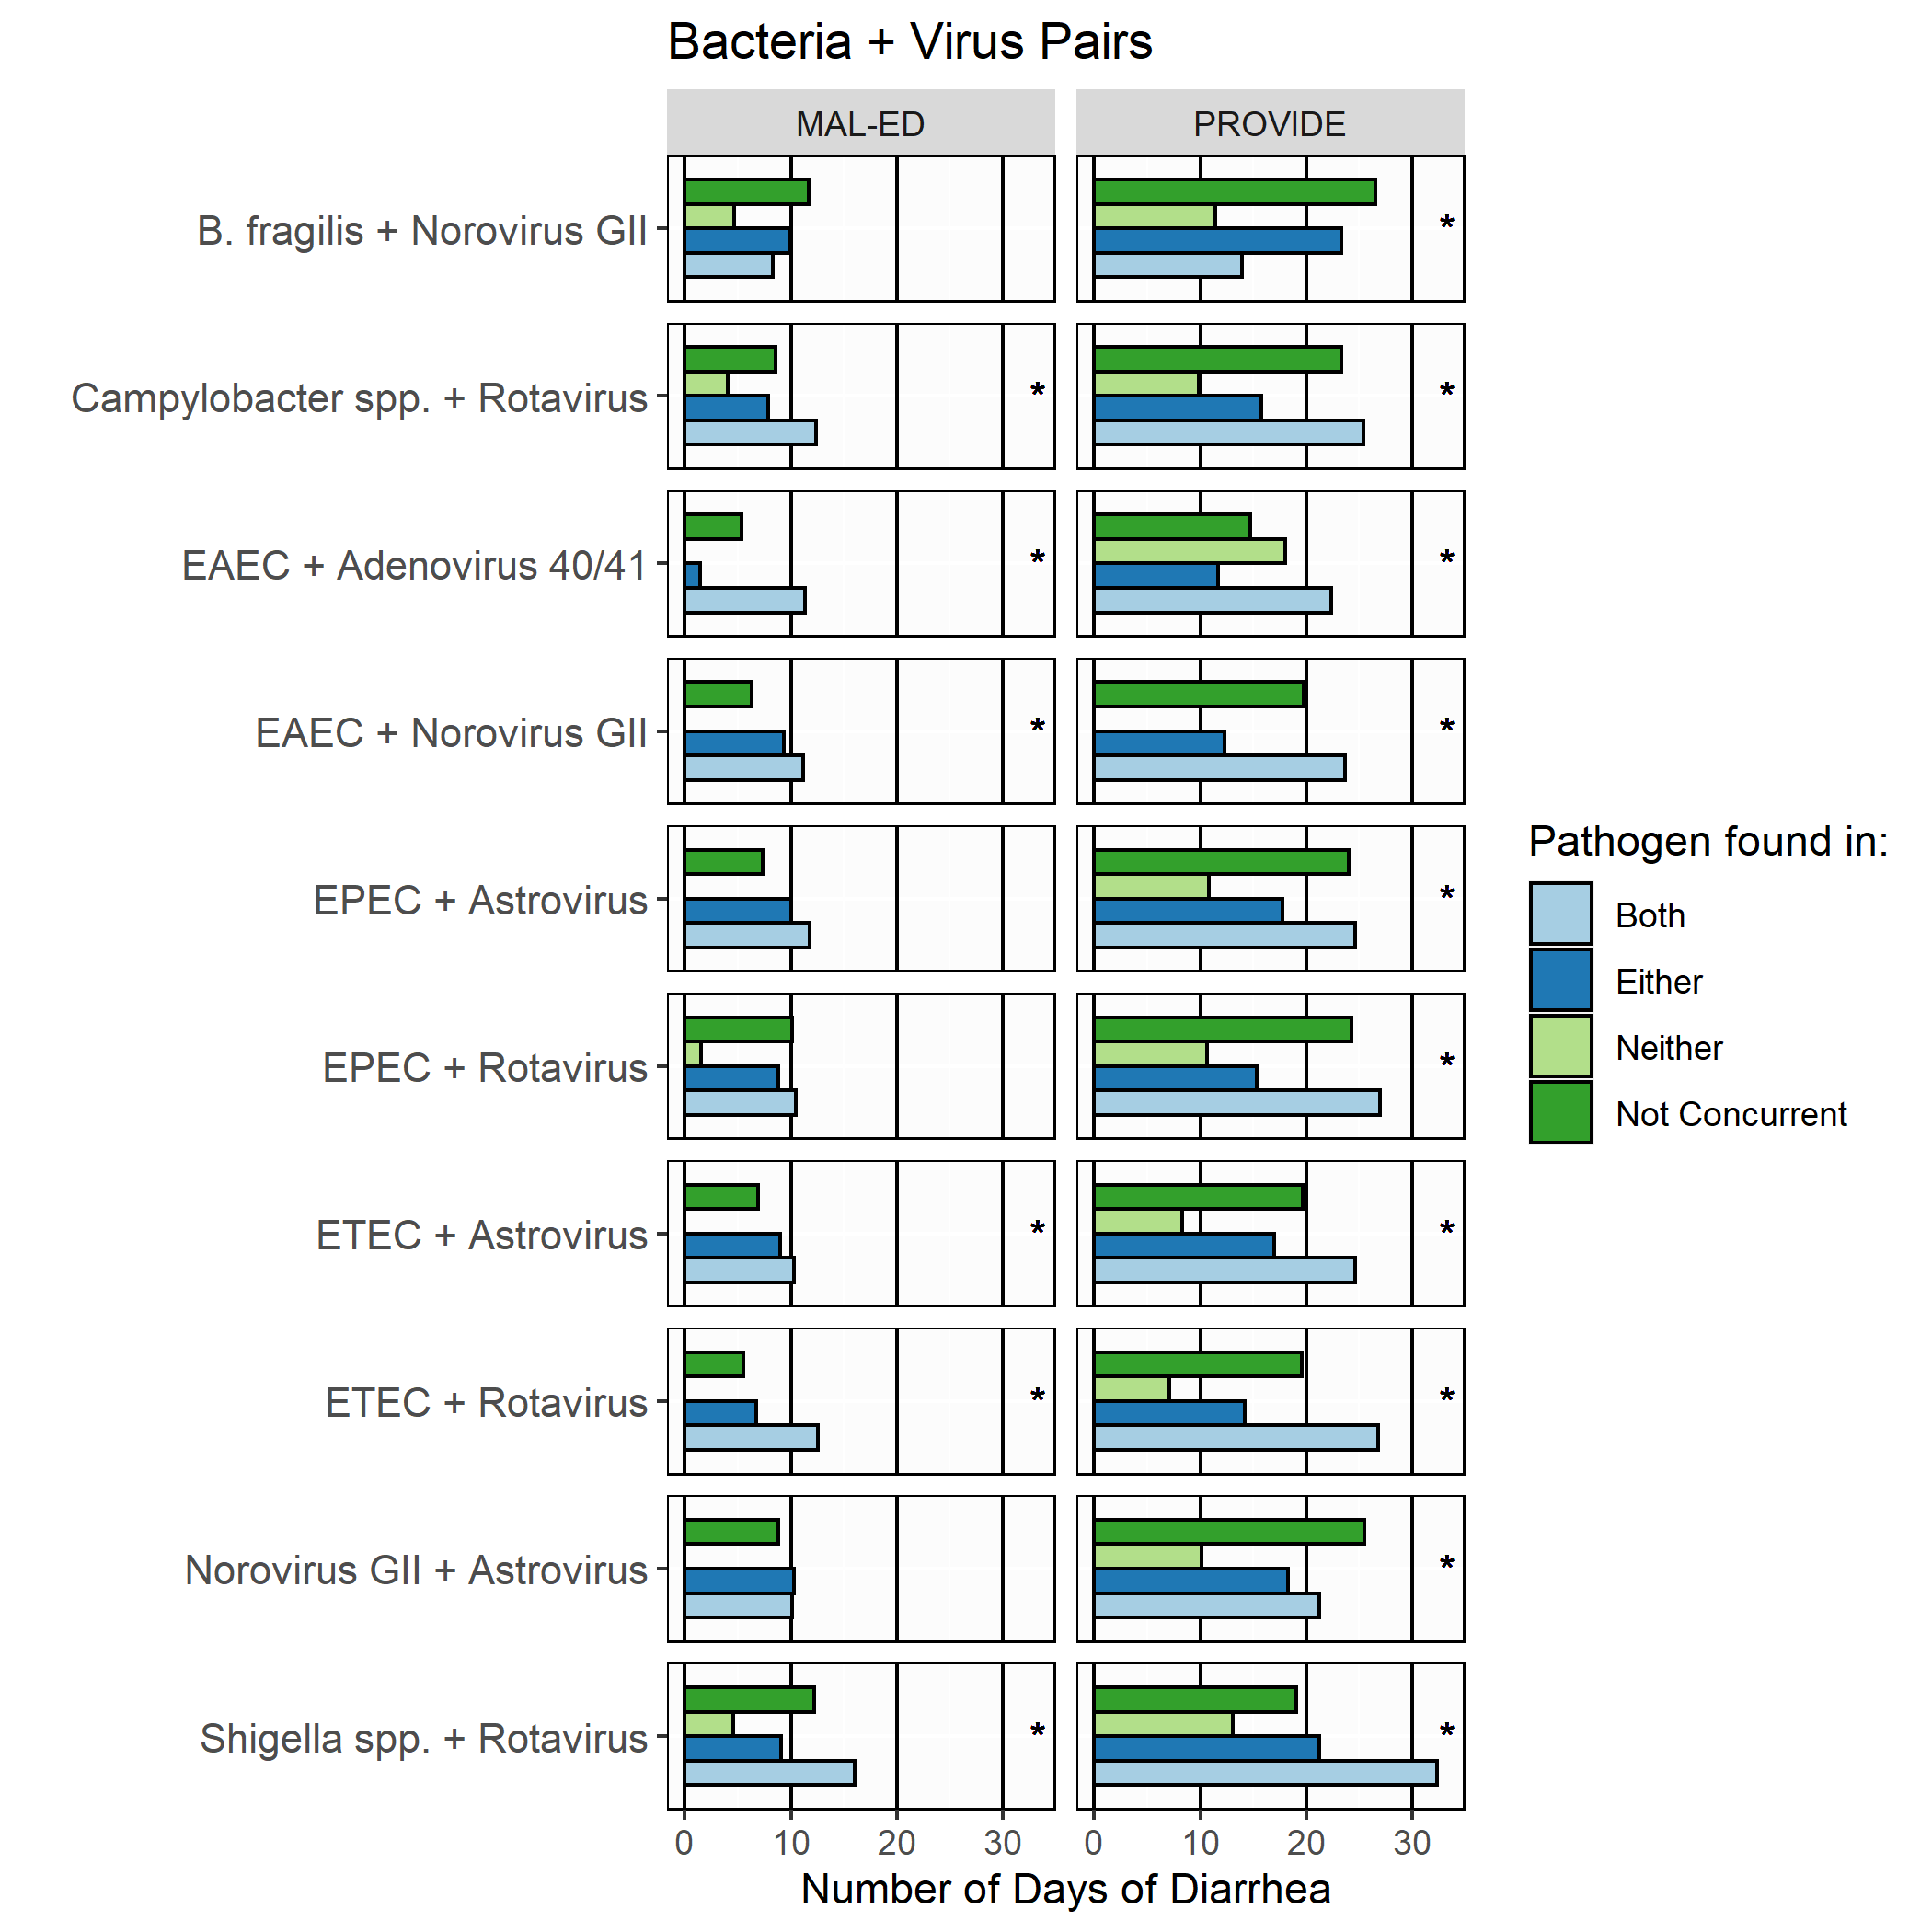 Bacteria + Virus Pairs
MAL-ED PROVIDE
B. fragilis + Norovirus GII *
Campylobacter spp. + Rotavirus * *
EAEC + Adenovirus 40/41 * *
EAEC + Norovirus GII * *
EPEC + Astrovirus *
EPEC + Rotavirus *
ETEC + Astrovirus * *
ETEC + Rotavirus * *
Norovirus GII + Astrovirus *
Shigella spp. + Rotavirus * *
0 10 20 30 0 10 20 30
Number of Days of Diarrhea
Pathogen found in:
Both
Either
Neither
Not Concurrent